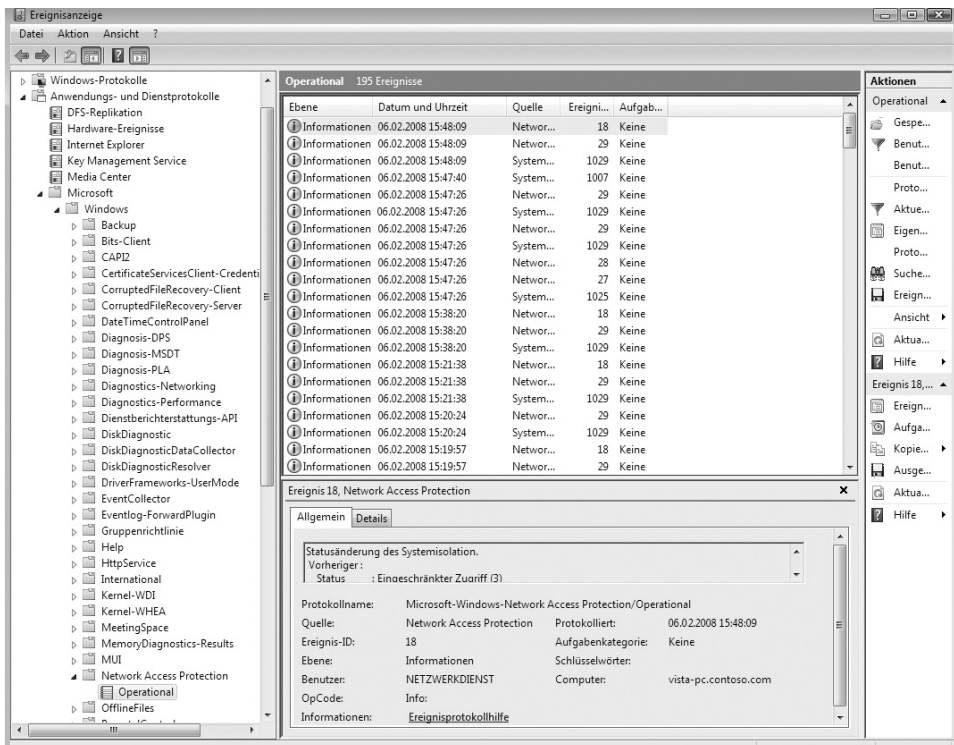 Ereignisanzeige
Datei Aktion Ansicht ?
Windows-Protokolle
Anwendungs- und Dienstprotokolle
DFS-Replikation
Hardware-Ereignisse
Internet Explorer
Key Management Service
Media Center
Microsoft
Windows
Backup
Bits-Client
CAPI2
CertificateServicesClient-Credenti
CorruptedFileRecovery-Client
CorruptedFileRecovery-Server
DateTimeControlPanel
Diagnosis-DPS
Diagnosis-MSDT
Diagnosis-PLA
Diagnostics-Networking
Diagnostics-Performance
Dienstberichterstattungs-API
DiskDiagnostic
DiskDiagnosticDataCollector
DiskDiagnosticResolver
DriverFrameworks-UserMode
EventCollector
Eventlog-ForwardPlugin
Gruppenrichtlinie
Help
HttpService
International
Kernel-WDI
Kernel-WHEA
MeetingSpace
MemoryDiagnostics-Results
MUI
Network Access Protection
Operational
OfflineFiles
Operational 195 Ereignisse
Ebene Datum und Uhrzeit Quelle Ereigni... Aufgab...
Informationen 06.02.2008 15:48:09 Networ... 18 Keine
Informationen 06.02.2008 15:48:09 Networ... 29 Keine
Informationen 06.02.2008 15:48:09 System... 1029 Keine
Informationen 06.02.2008 15:47:40 System... 1007 Keine
Informationen 06.02.2008 15:47:26 Networ... 29 Keine
Informationen 06.02.2008 15:47:26 System... 1029 Keine
Informationen 06.02.2008 15:47:26 Networ... 29 Keine
Informationen 06.02.2008 15:47:26 System... 1029 Keine
Informationen 06.02.2008 15:47:26 Networ... 28 Keine
Informationen 06.02.2008 15:47:26 Networ... 27 Keine
Informationen 06.02.2008 15:47:26 System... 1025 Keine
Informationen 06.02.2008 15:38:20 Networ... 18 Keine
Informationen 06.02.2008 15:38:20 Networ... 29 Keine
Informationen 06.02.2008 15:38:20 System... 1029 Keine
Informationen 06.02.2008 15:21:38 Networ... 18 Keine
Informationen 06.02.2008 15:21:38 Networ... 29 Keine
Informationen 06.02.2008 15:21:38 System... 1029 Keine
Informationen 06.02.2008 15:20:24 Networ... 29 Keine
Informationen 06.02.2008 15:20:24 System... 1029 Keine
Informationen 06.02.2008 15:19:57 Networ... 18 Keine
Informationen 06.02.2008 15:19:57 Networ... 29 Keine
Ereignis 18, Network Access Protection
Allgemein Details
Statusänderung des Systemisolation.
Vorheriger :
Status : Eingeschränkter Zugriff (3)
Protokollname: Microsoft-Windows-Network Access Protection/Operational
Quelle: Network Access Protection Protokolliert: 06.02.2008 15:48:09
Ereignis-ID: 18 Aufgabenkategorie: Keine
Ebene: Informationen Schlüsselwörter:
Benutzer: NETZWERKDIENST Computer: vista-pc.contoso.com
OpCode: Info:
Informationen: Ereignisprotokollhilfe
Aktionen
Operational
Gespe...
Benut...
Benut...
Proto...
Aktue...
Eigen...
Proto...
Suche...
Ereign...
Ansicht
Aktua...
Hilfe
Ereignis 18,...
Ereign...
Aufga...
Kopie...
Ausge...
Aktua...
Hilfe